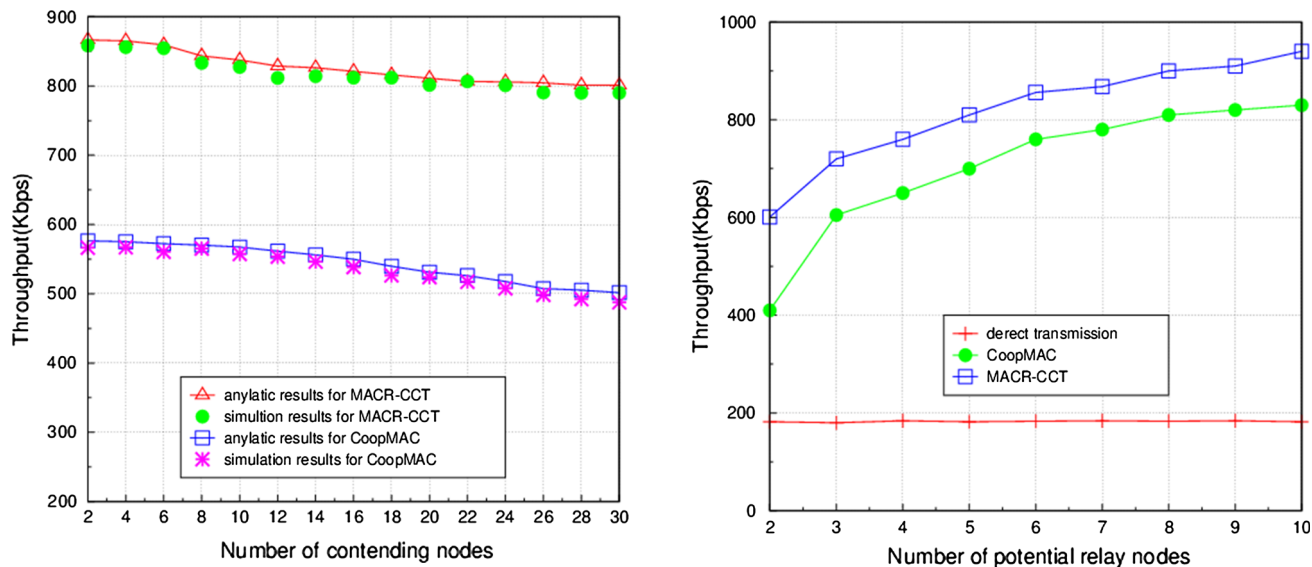 900
800
700
600
500
400
300
200
Throughput(Kbps)
anylatic results for MACR-CCT
simultion results for MACR-CCT
anylatic results for CoopMAC
simulation results for CoopMAC
2 4 6 8 10 12 14 16 18 20 22 24 26 28 30
Number of contending nodes
1000
800
600
400
200
0
Throughput(Kbps)
derect transmission
CoopMAC
MACR-CCT
2 3 4 5 6 7 8 9 10
Number of potential relay nodes